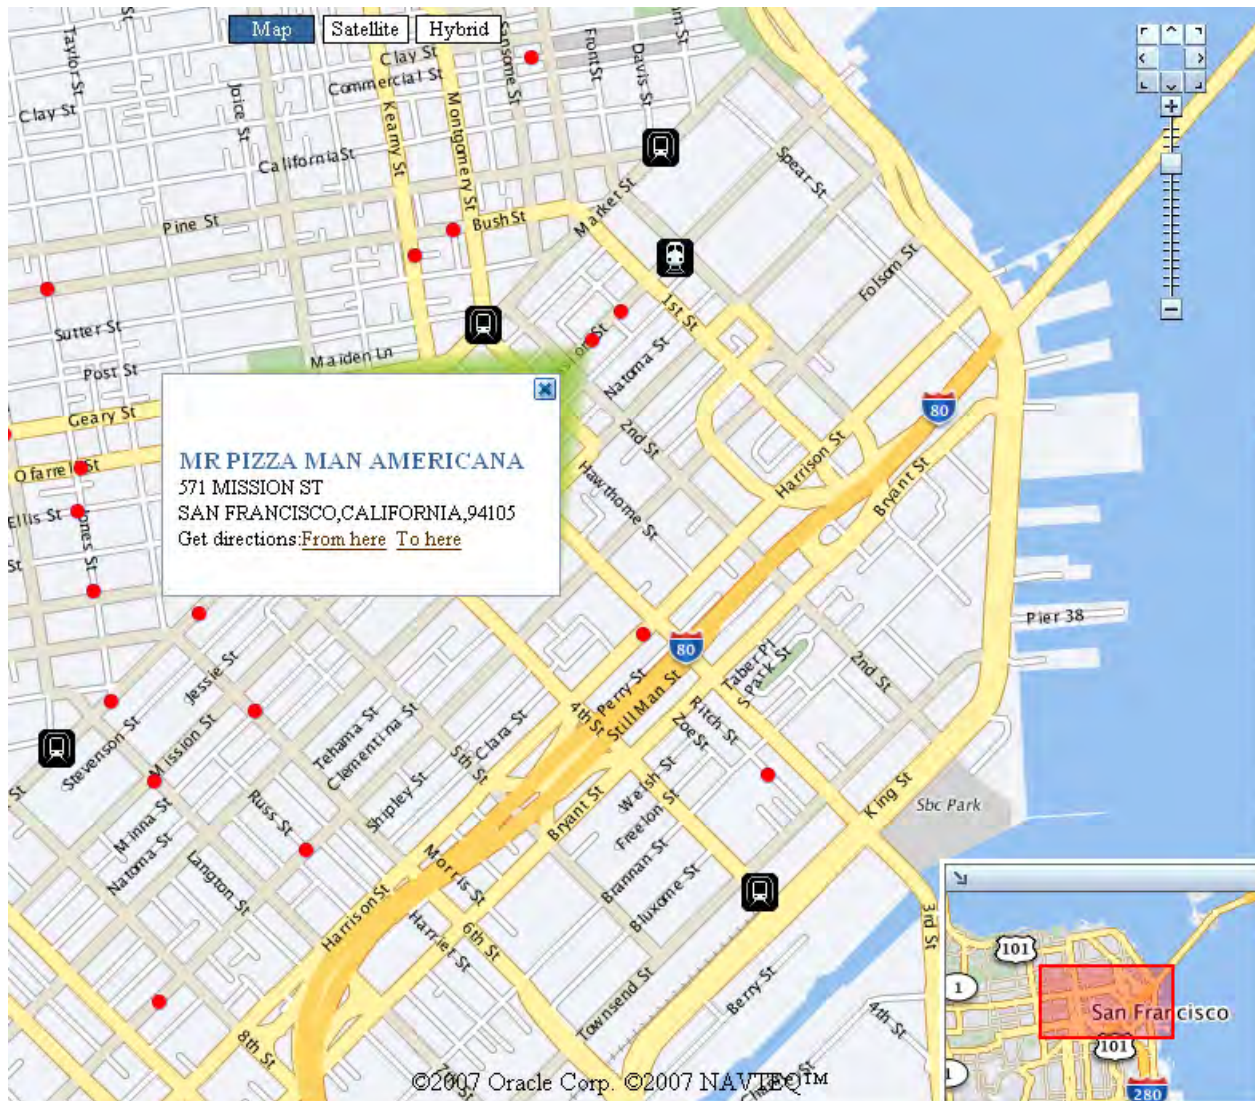 Map
Satellite
Hybrid
Taylor St
Clay St
Commercial St
Clay St
Joice St
California St
Kearny St
Montgomery St
Sansome St
Front St
Davis St
Pine St
Bush St
Market St
Spear St
Folsom St
1st St
Sutter St
Post St
Maiden Ln
Geary St
Ofarrel St
Ellis St
Jones St
St
Natoma St
2nd St
Hawthorne St
Harrison St
Bryant St
80
MR PIZZA MAN AMERICANA
571 MISSION ST
SAN FRANCISCO,CALIFORNIA,94105
Get directions:From here To here
Pier 38
80
Taber Pl
S Park St
2nd St
Perry St
4th St
Still Man St
Ritch St
Zoe St
Jessie St
Stevenson St
Mission St
Tehama St
Clementina St
Clara St
5th St
Shipley St
Russ St
Minna St
Natoma St
Langton St
Welsh St
Freelon St
Bryant St
Brannan St
Bluxome St
King St
Sbc Park
Morris St
Harrison St
Harriet St
6th St
8th St
Townsend St
Berry St
3rd St
4th St
7th St
101
1
San Francisco
101
280
©2007 Oracle Corp. ©2007 NAVTEQ™